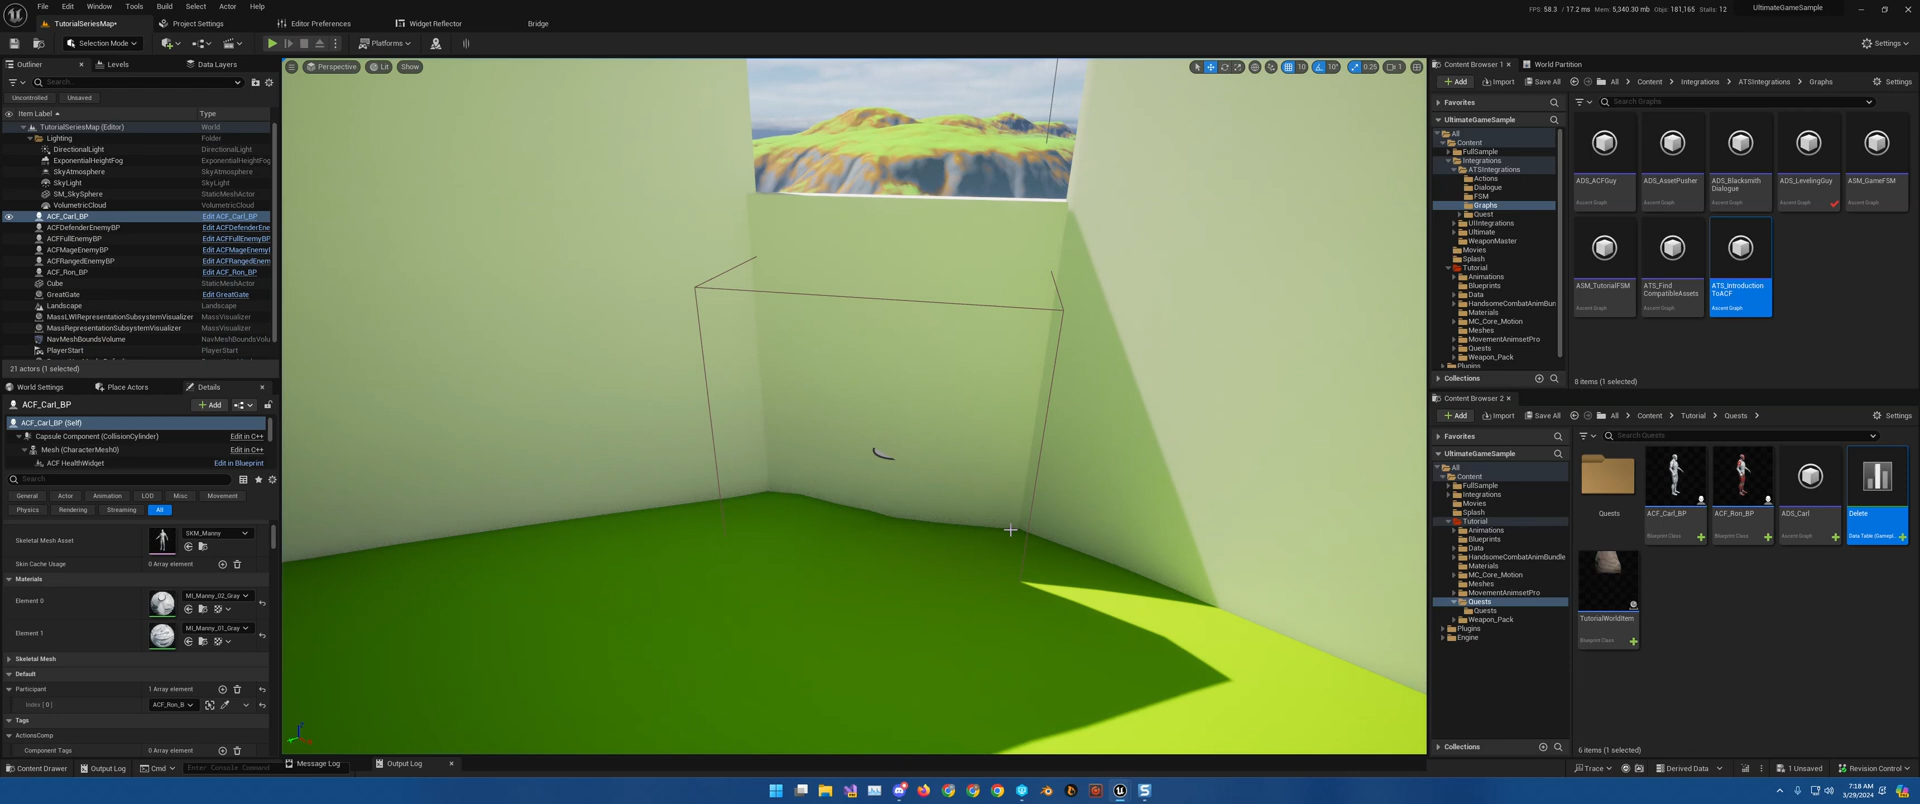 File Edit Window Tools Build Select Actor Help
FPS: 58.3 / 17.2 ms Mem: 5,340.30 mb Objs: 181,165 Stalls: 12
UltimateGameSample
TutorialSeriesMap•
Project Settings
Editor Preferences
Widget Reflector
Bridge
Selection Mode
Platforms
Settings
Outliner
Levels
Data Layers
Search...
Uncontrolled
Unsaved
Item Label
Type
TutorialSeriesMap (Editor) World
Lighting Folder
DirectionalLight DirectionalLight
ExponentialHeightFog ExponentialHeightFog
SkyAtmosphere SkyAtmosphere
SkyLight SkyLight
SM_SkySphere StaticMeshActor
VolumetricCloud VolumetricCloud
ACF_Carl_BP Edit ACF_Carl_BP
ACFDefenderEnemyBP Edit ACFDefenderEne
ACFFullEnemyBP Edit ACFFullEnemyBP
ACFMageEnemyBP Edit ACFMageEnemyI
ACFRangedEnemyBP Edit ACFRangedEnem
ACF_Ron_BP Edit ACF_Ron_BP
Cube StaticMeshActor
GreatGate Edit GreatGate
Landscape Landscape
MassLWIRepresentationSubsystemVisualizer MassVisualizer
MassRepresentationSubsystemVisualizer MassVisualizer
NavMeshBoundsVolume NavMeshBoundsVolu
PlayerStart PlayerStart
21 actors (1 selected)
World Settings
Place Actors
Details
ACF_Carl_BP
Add
ACF_Carl_BP (Self)
Capsule Component (CollisionCylinder) Edit in C++
Mesh (CharacterMesh0) Edit in C++
ACF HealthWidget Edit in Blueprint
Search
General Actor Animation LOD Misc Movement
Physics Rendering Streaming All
Skeletal Mesh Asset SKM_Manny
Skin Cache Usage 0 Array element
Materials
Element 0 MI_Manny_02_Gray
Element 1 MI_Manny_01_Gray
Skeletal Mesh
Default
Participant 1 Array element
Index [ 0 ] ACF_Ron_B
Tags
ActionsComp
Component Tags 0 Array element
Perspective
Lit
Show
10
10°
0.25
1
Content Browser 1
World Partition
Add Import Save All All Content Integrations ATSIntegrations Graphs Settings
Favorites
Search Graphs
UltimateGameSample
All
Content
FullSample
Integrations
ATSIntegrations
Actions
Dialogue
FSM
Graphs
Quest
UIIntegrations
Ultimate
WeaponMaster
Movies
Splash
Tutorial
Animations
Blueprints
Data
HandsomeCombatAnimBun
Materials
MC_Core_Motion
Meshes
MovementAnimsetPro
Quests
Weapon_Pack
Plugins
Collections
ADS_ACFGuy
Ascent Graph
ADS_AssetPusher
Ascent Graph
ADS_Blacksmith
Dialogue
Ascent Graph
ADS_LevelingGuy
Ascent Graph
ASM_GameFSM
Ascent Graph
ASM_TutorialFSM
Ascent Graph
ATS_Find
CompatibleAssets
Ascent Graph
ATS_Introduction
ToACF
Ascent Graph
8 items (1 selected)
Content Browser 2
Add Import Save All All Content Tutorial Quests Settings
Favorites
Search Quests
UltimateGameSample
All
Content
FullSample
Integrations
Movies
Splash
Tutorial
Animations
Blueprints
Data
HandsomeCombatAnimBundle
Materials
MC_Core_Motion
Meshes
MovementAnimsetPro
Quests
Quests
Weapon_Pack
Plugins
Engine
Collections
Quests
ACF_Carl_BP
Blueprint Class
ACF_Ron_BP
Blueprint Class
ADS_Carl
Ascent Graph
Delete
Data Table (Gamepl
TutorialWorldItem
Blueprint Class
6 items (1 selected)
Content Drawer
Output Log
Cmd
Enter Console Command
Message Log
Output Log
Trace
Derived Data
1 Unsaved
Revision Control
7:18 AM
3/29/2024